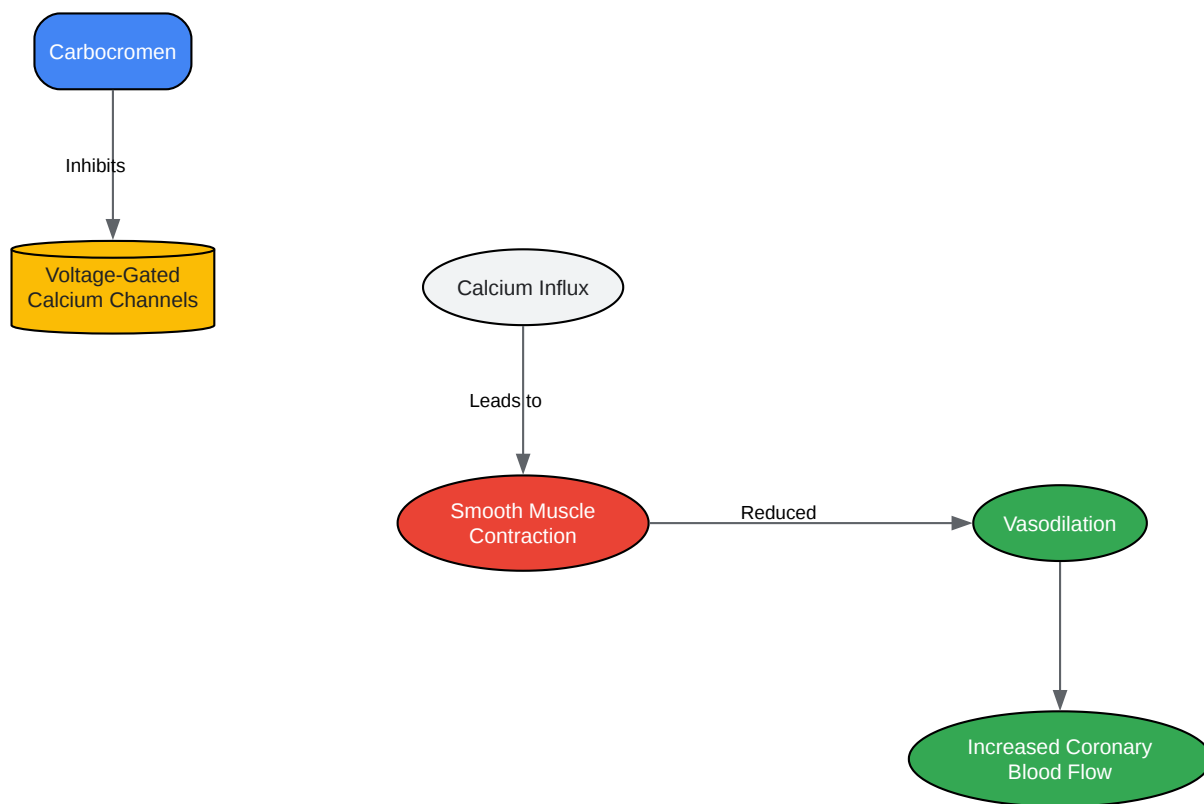 Carbocromen
Inhibits
Voltage-Gated
Calcium Channels
Calcium Influx
Leads to
Smooth Muscle
Contraction
Reduced
Vasodilation
Increased Coronary
Blood Flow